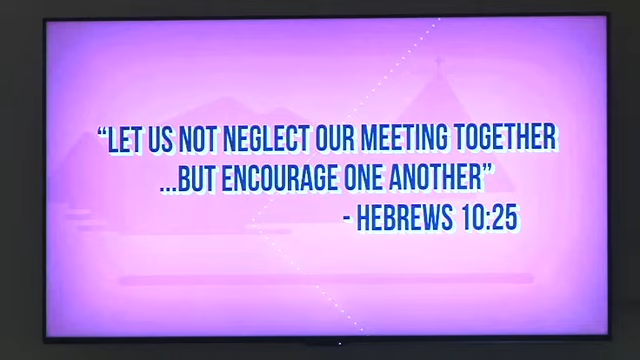 “LET US NOT NEGLECT OUR MEETING TOGETHER
...BUT ENCOURAGE ONE ANOTHER”
- HEBREWS 10:25